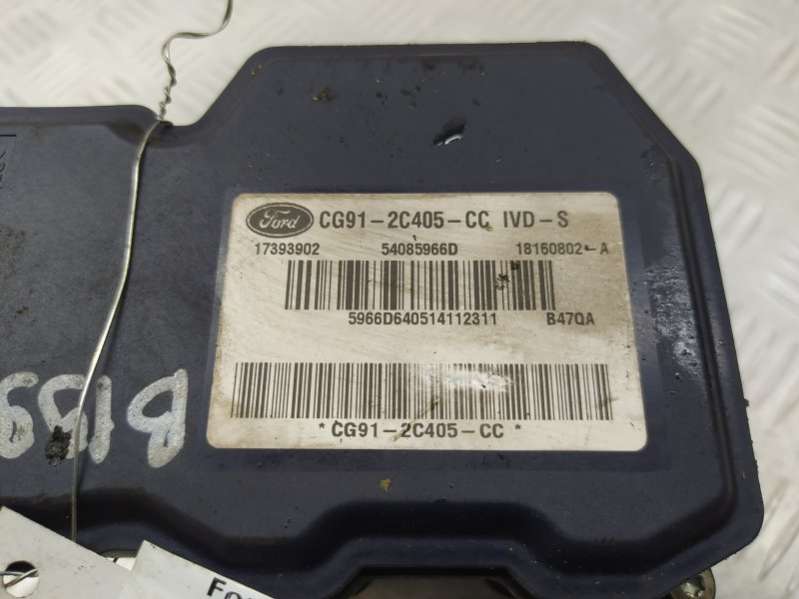 Ford CG91-2C405-CC IVD-S
17393902 54085966D 18160802-A
5966D640514112311 B47QA
*CG91-2C405-CC*